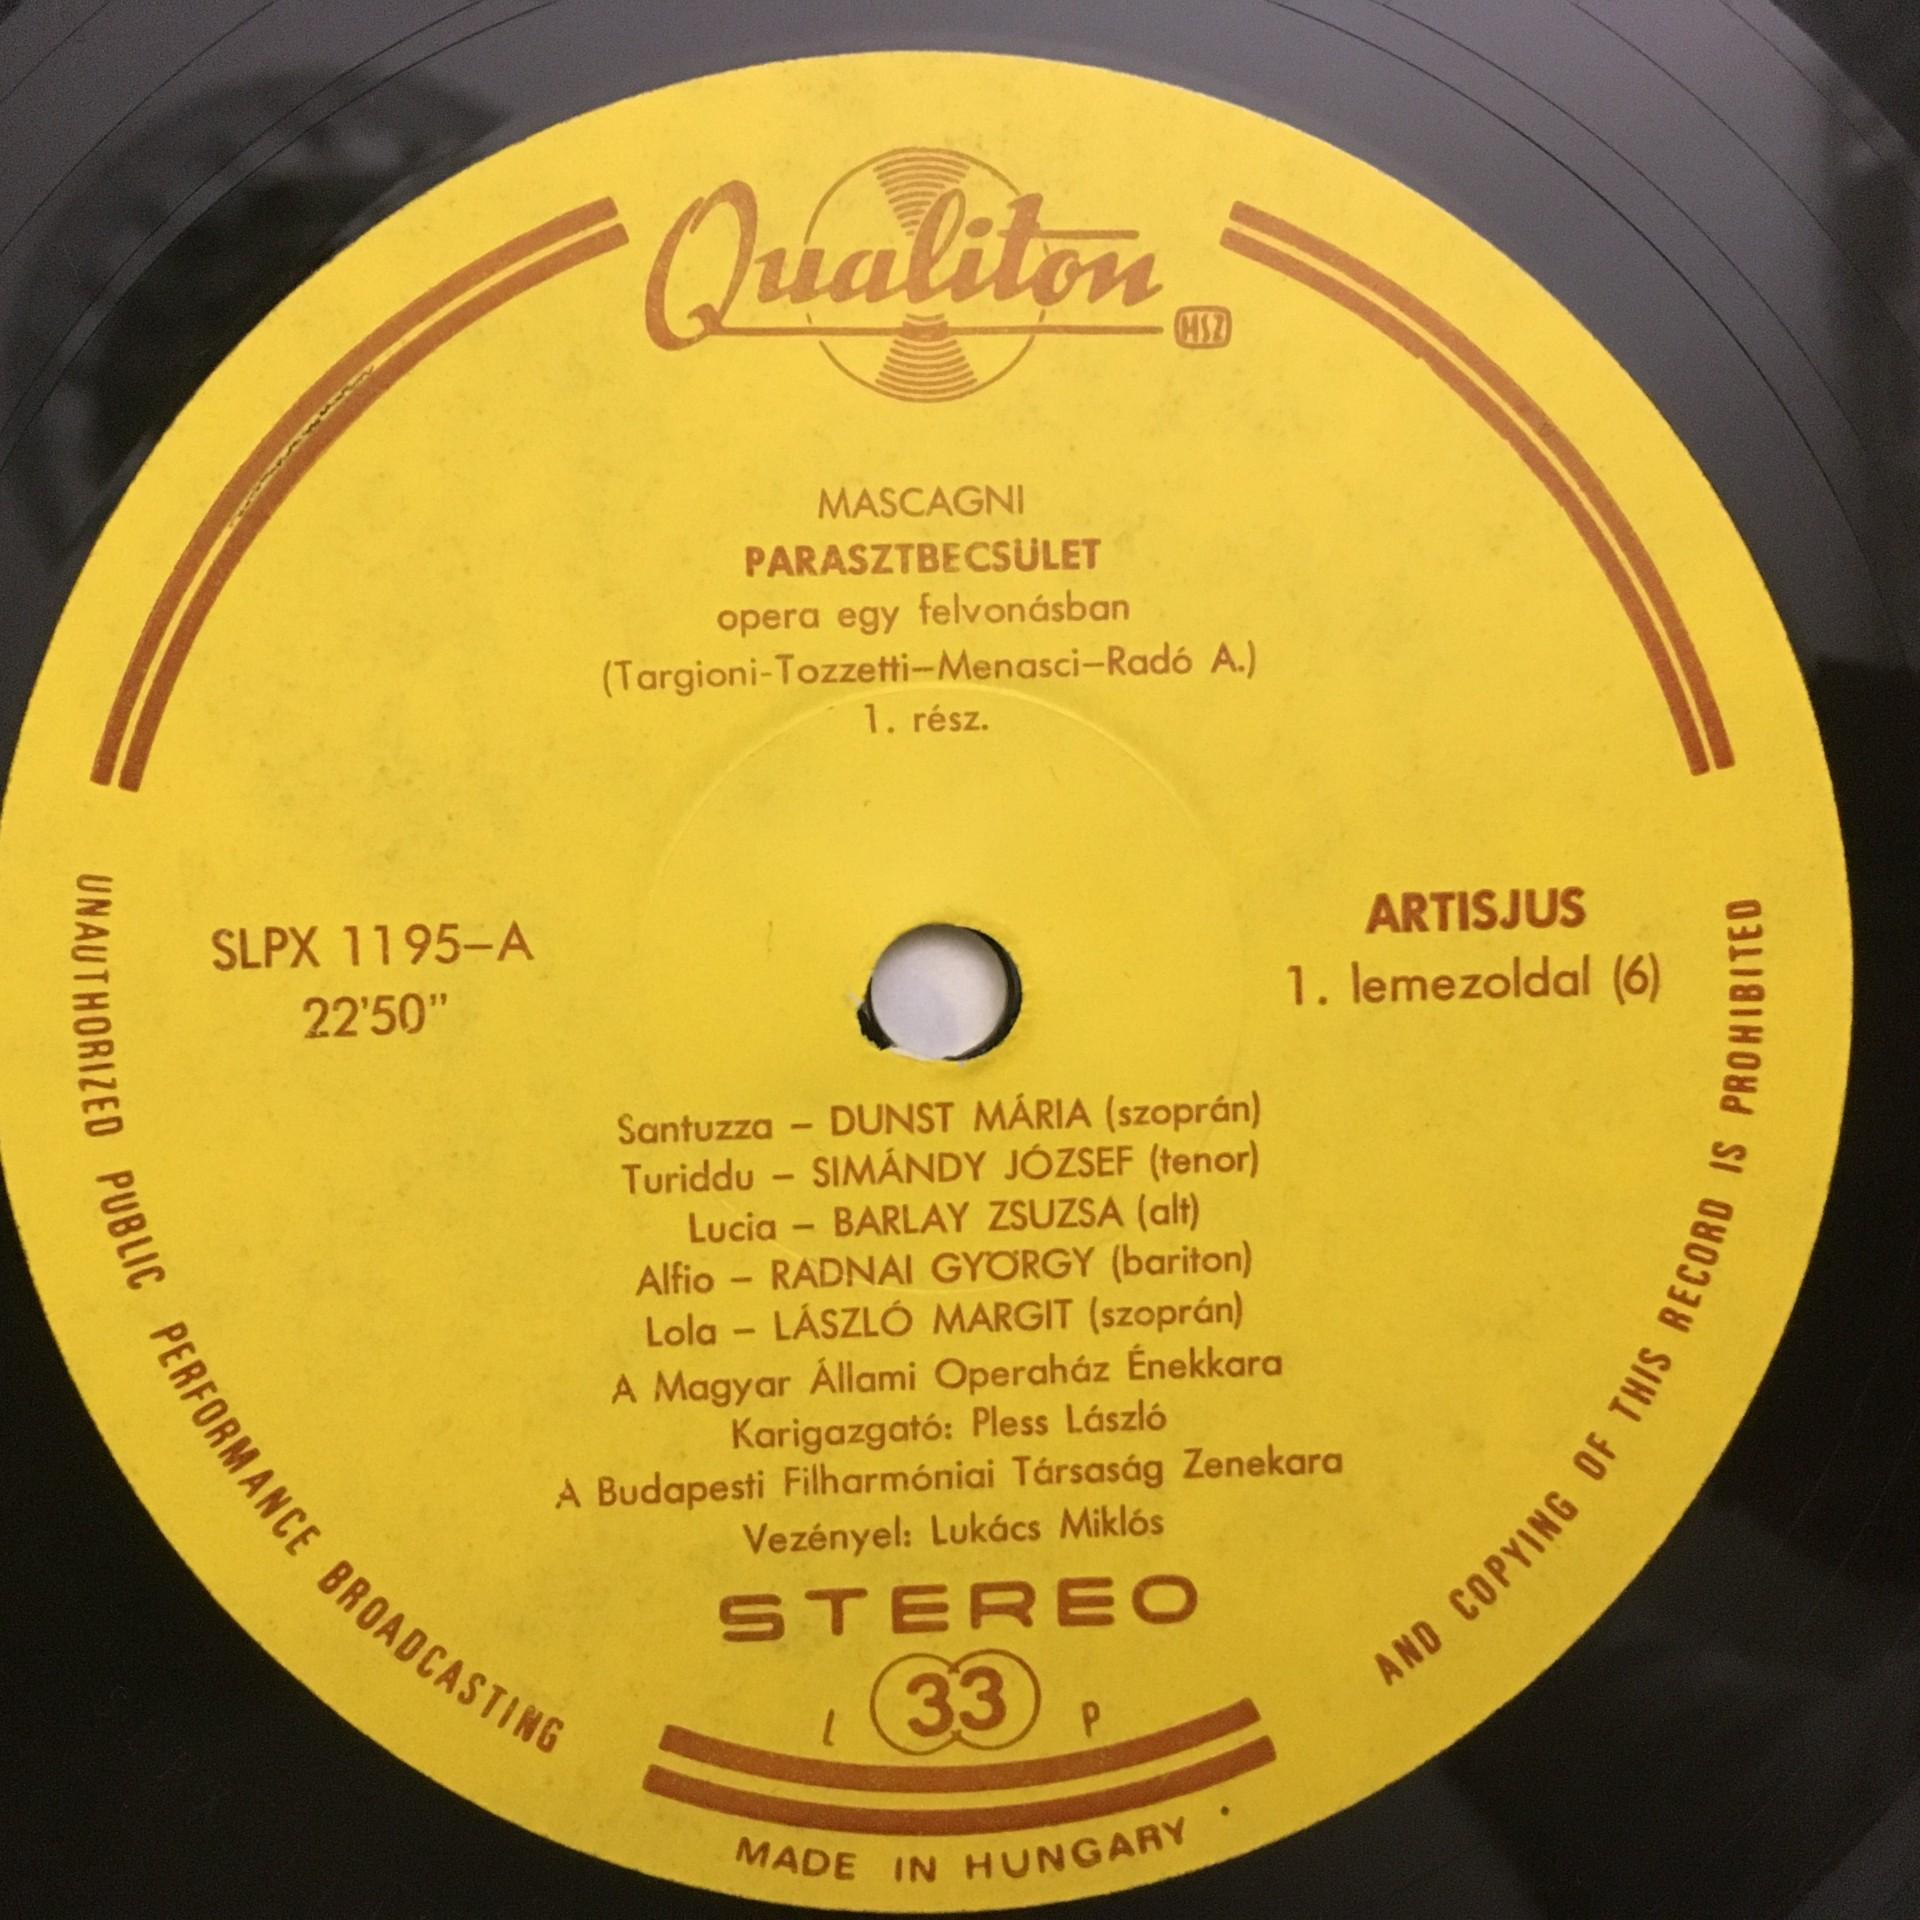 Qualiton
MSZ
MASCAGNI
PARASZTBECSÜLET
opera egy felvonásban
(Targioni-Tozzetti–Menasci–Radó A.)
1. rész.
SLPX 1195–A
22'50"
ARTISJUS
1. lemezoldal (6)
Santuzza – DUNST MÁRIA (szoprán)
Turiddu – SIMÁNDY JÓZSEF (tenor)
Lucia – BARLAY ZSUZSA (alt)
Alfio – RADNAI GYÖRGY (bariton)
Lola – LÁSZLÓ MARGIT (szoprán)
A Magyar Állami Operaház Énekkara
Karigazgató: Pless László
A Budapesti Filharmóniai Társaság Zenekara
Vezényel: Lukács Miklós
STEREO
L 33 P
UNAUTHORIZED PUBLIC PERFORMANCE BROADCASTING
AND COPYING OF THIS RECORD IS PROHIBITED
MADE IN HUNGARY